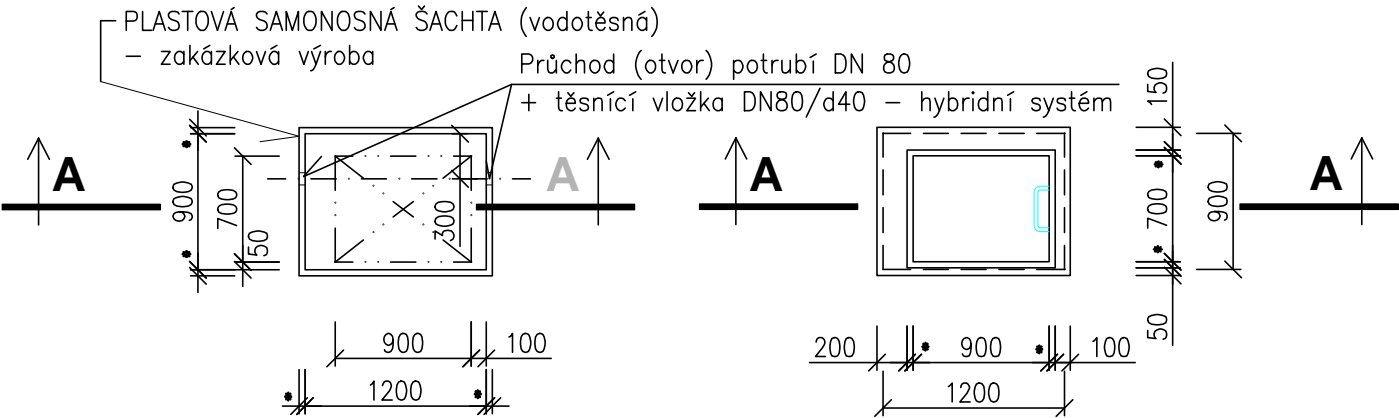 PLASTOVÁ SAMONOSNÁ ŠACHTA (vodotěsná)
– zakázková výroba
Průchod (otvor) potrubí DN 80
+ těsnící vložka DN80/d40 – hybridní systém
A
A
A
A
900
700
50
300
900
100
1200
150
700
900
50
200
900
100
1200